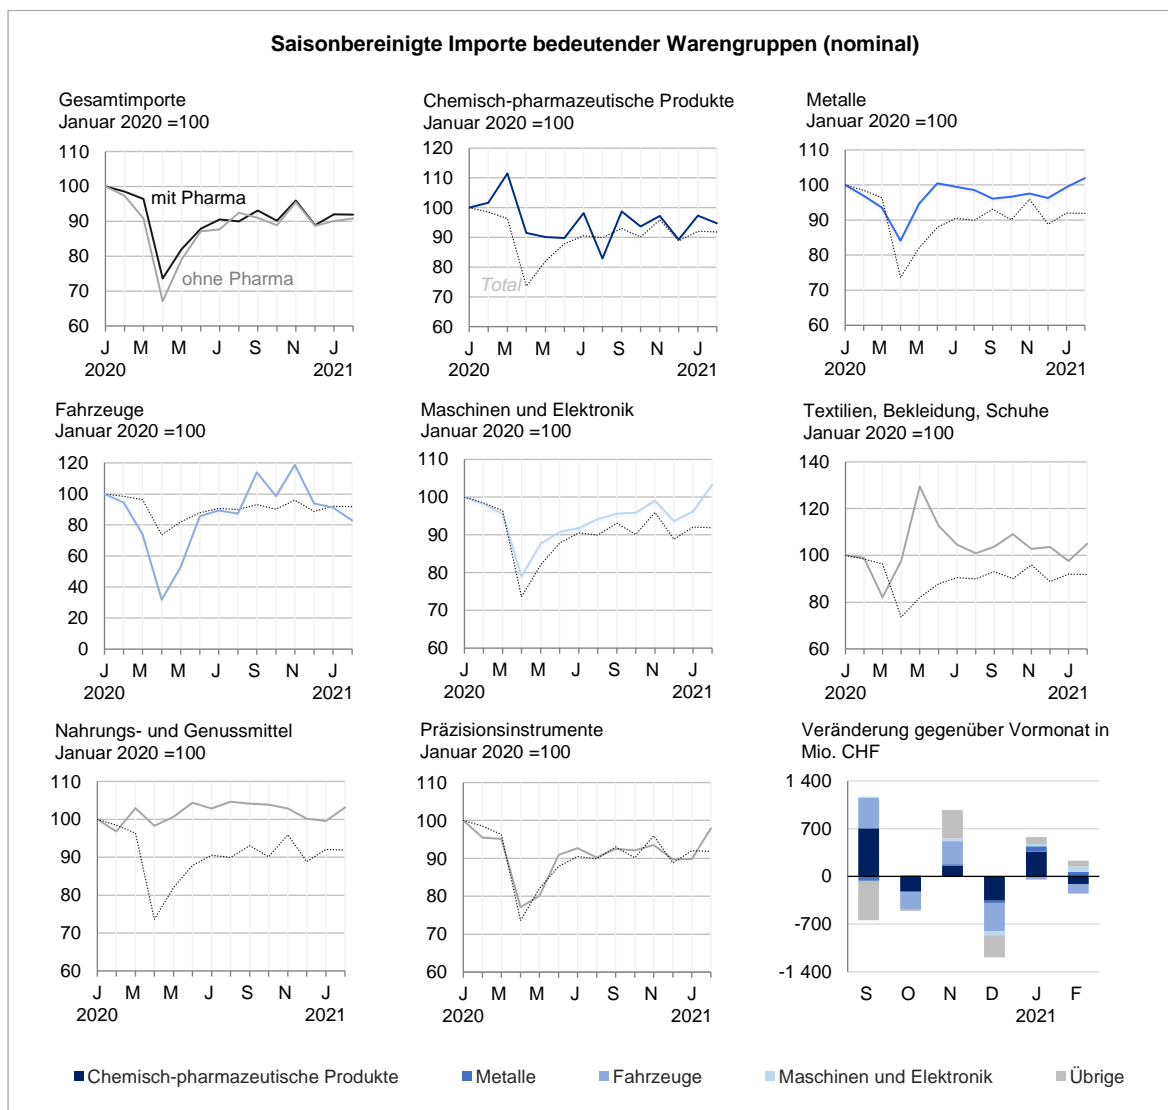 Saisonbereinigte Importe bedeutender Warengruppen (nominal)
Gesamtimporte
Januar 2020 =100
110
100
90
80
70
60
mit Pharma
ohne Pharma
J M M J S N J
2020 2021
Chemisch-pharmazeutische Produkte
Januar 2020 =100
120
110
100
90
80
70
60
Total
J M M J S N J
2020 2021
Metalle
Januar 2020 =100
110
100
90
80
70
60
J M M J S N J
2020 2021
Fahrzeuge
Januar 2020 =100
120
100
80
60
40
20
0
J M M J S N J
2020 2021
Maschinen und Elektronik
Januar 2020 =100
110
100
90
80
70
60
J M M J S N J
2020 2021
Textilien, Bekleidung, Schuhe
Januar 2020 =100
140
120
100
80
60
J M M J S N J
2020 2021
Nahrungs- und Genussmittel
Januar 2020 =100
110
100
90
80
70
60
J M M J S N J
2020 2021
Präzisionsinstrumente
Januar 2020 =100
110
100
90
80
70
60
J M M J S N J
2020 2021
Veränderung gegenüber Vormonat in
Mio. CHF
1 400
700
0
-700
-1 400
S O N D J F
2021
Chemisch-pharmazeutische Produkte Metalle Fahrzeuge Maschinen und Elektronik Übrige